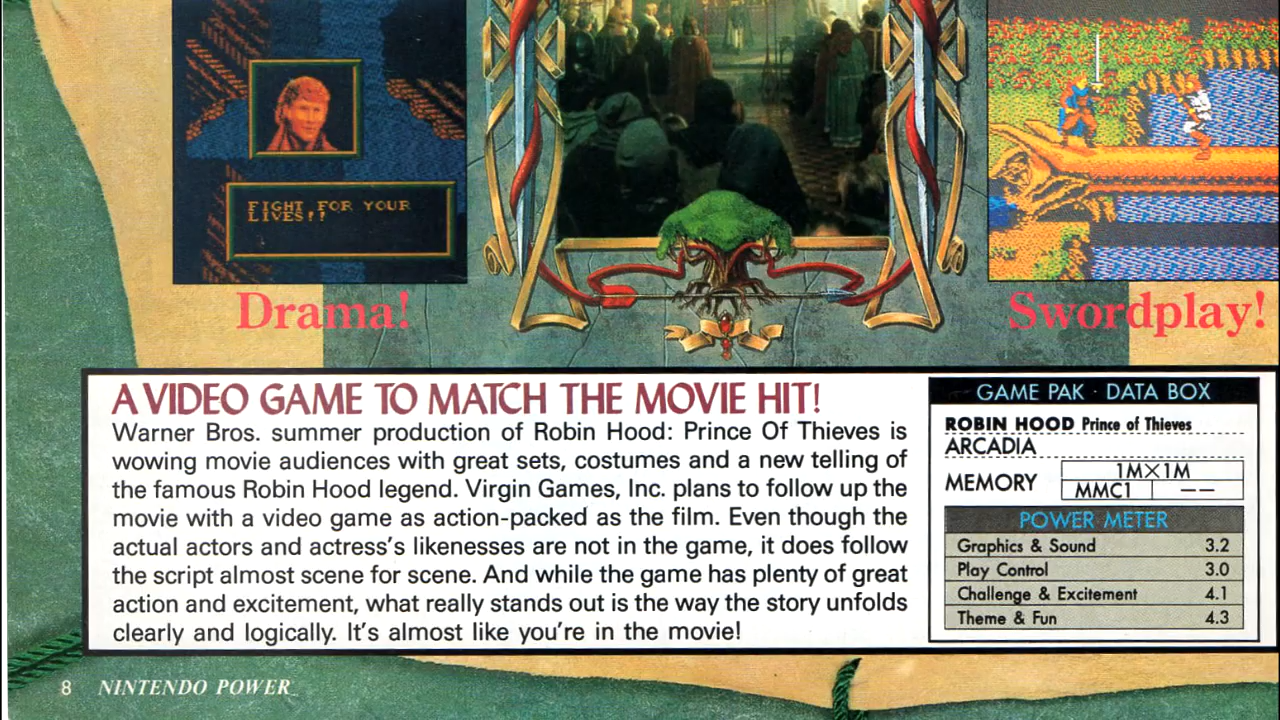 FIGHT FOR YOUR
LIVES!!
Drama!
Swordplay!
A VIDEO GAME TO MATCH THE MOVIE HIT!
Warner Bros. summer production of Robin Hood: Prince Of Thieves is
wowing movie audiences with great sets, costumes and a new telling of
the famous Robin Hood legend. Virgin Games, Inc. plans to follow up the
movie with a video game as action-packed as the film. Even though the
actual actors and actress's likenesses are not in the game, it does follow
the script almost scene for scene. And while the game has plenty of great
action and excitement, what really stands out is the way the story unfolds
clearly and logically. It's almost like you're in the movie!
GAME PAK · DATA BOX
ROBIN HOOD Prince of Thieves
ARCADIA
MEMORY
1M×1M
MMC1 – –
POWER METER
Graphics & Sound 3.2
Play Control 3.0
Challenge & Excitement 4.1
Theme & Fun 4.3
8 NINTENDO POWER